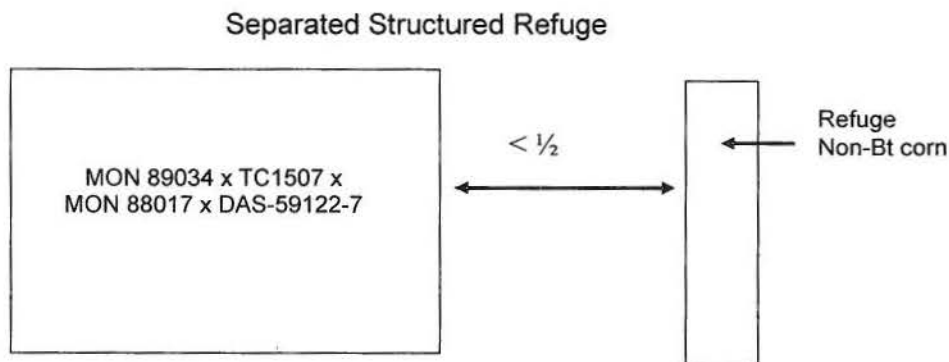 Separated Structured Refuge
MON 89034 x TC1507 x
MON 88017 x DAS-59122-7
< ½
Refuge
Non-Bt corn